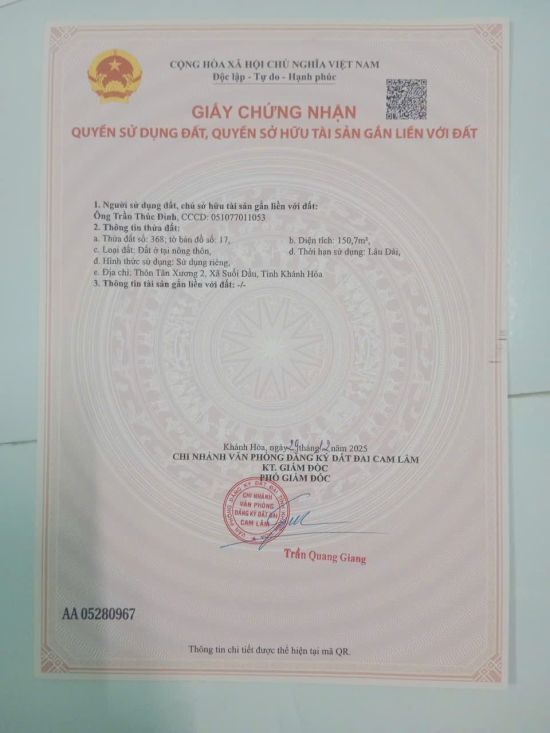 CỘNG HÒA XÃ HỘI CHỦ NGHĨA VIỆT NAM
Độc lập - Tự do - Hạnh phúc
GIẤY CHỨNG NHẬN
QUYỀN SỬ DỤNG ĐẤT, QUYỀN SỞ HỮU TÀI SẢN GẮN LIỀN VỚI ĐẤT
1. Người sử dụng đất, chủ sở hữu tài sản gắn liền với đất:
Ông Trần Thúc Đinh, CCCD: 051077011053
2. Thông tin thửa đất:
a. Thửa đất số: 368; tờ bản đồ số: 17, b. Diện tích: 150,7m²,
c. Loại đất: Đất ở tại nông thôn, d. Thời hạn sử dụng: Lâu Dài,
đ. Hình thức sử dụng: Sử dụng riêng,
e. Địa chỉ: Thôn Tân Xương 2, Xã Suối Dầu, Tỉnh Khánh Hòa
3. Thông tin tài sản gắn liền với đất: -/-
Khánh Hòa, ngày 29 tháng 12 năm 2025
CHI NHÁNH VĂN PHÒNG ĐĂNG KÝ ĐẤT ĐAI CAM LÂM
KT. GIÁM ĐỐC
PHÓ GIÁM ĐỐC
CHI NHÁNH
VĂN PHÒNG
ĐĂNG KÝ ĐẤT ĐAI
CAM LÂM
Trần Quang Giang
AA 05280967
Thông tin chi tiết được thể hiện tại mã QR.